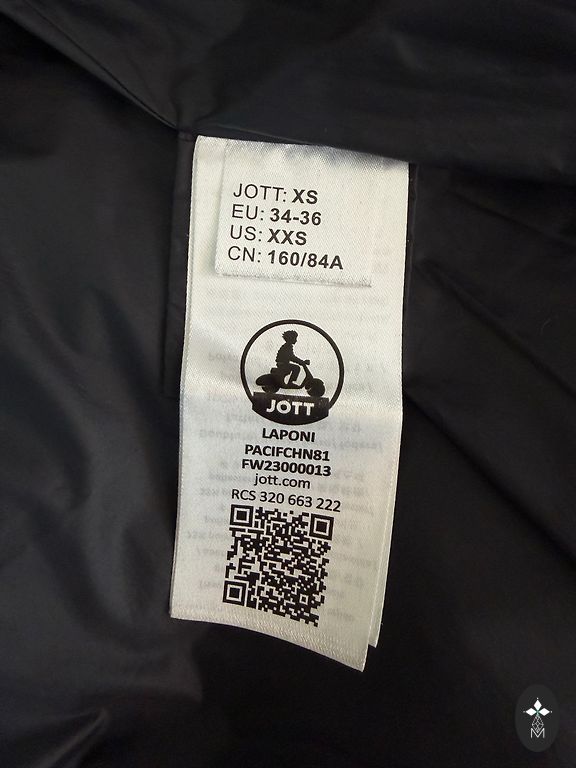 JOTT: XS
EU: 34-36
US: XXS
CN: 160/84A
JOTT
LAPONI
PACIFCHN81
FW23000013
jott.com
RCS 320 663 222
M